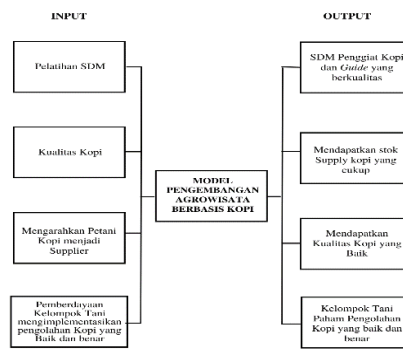 INPUT
OUTPUT
Pelatihan SDM
Kualitas Kopi
Mengarahkan Petani
Kopi menjadi
Supplier
Pemberdayaan
Kelompok Tani
mengimplementasikan
pengolahan Kopi yang
Baik dan benar
MODEL
PENGEMBANGAN
AGROWISATA
BERBASIS KOPI
SDM Penggiat Kopi
dan Guide yang
berkualitas
Mendapatkan stok
Supply kopi yang
cukup
Mendapatkan
Kualitas Kopi yang
Baik
Kelompok Tani
Paham Pengolahan
Kopi yang baik dan
benar